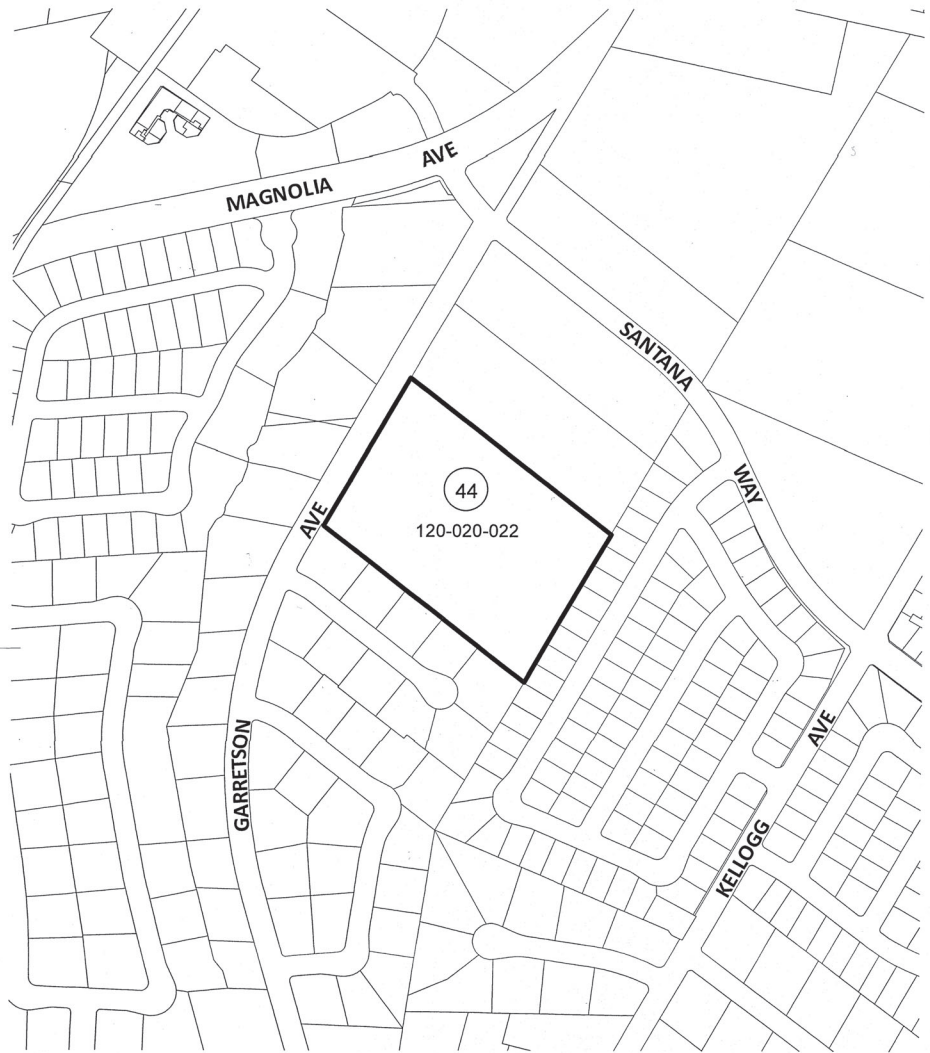 MAGNOLIA AVE
SANTANA WAY
44
120-020-022
GARRETSON AVE
KELLOGG AVE